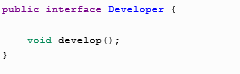 public interface Developer {
void develop();
}